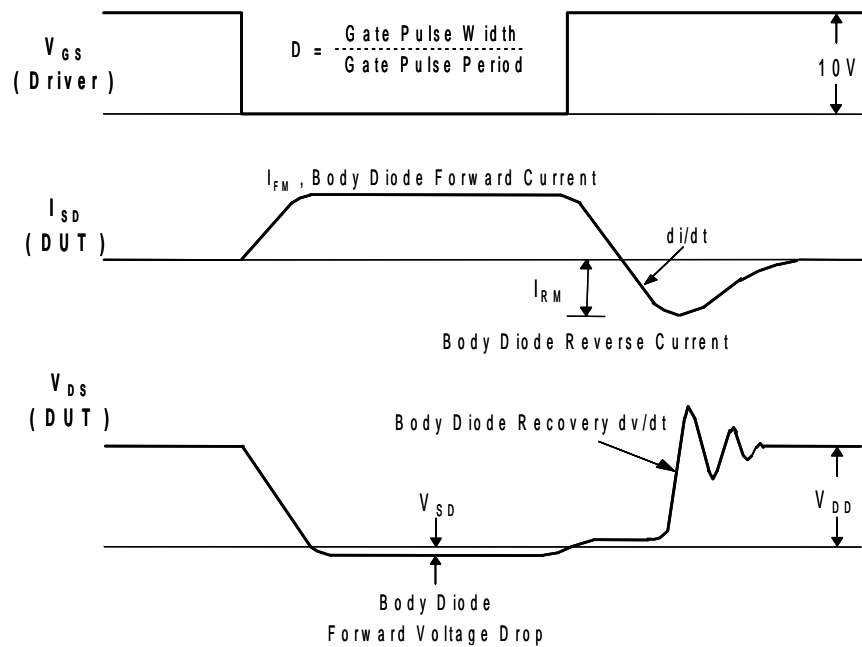 V GS
(Driver)
D = Gate Pulse Width
Gate Pulse Period
10V
I FM , Body Diode Forward Current
I SD
(DUT)
di/dt
I RM
Body Diode Reverse Current
V DS
(DUT)
Body Diode Recovery dv/dt
V SD
V DD
Body Diode
Forward Voltage Drop